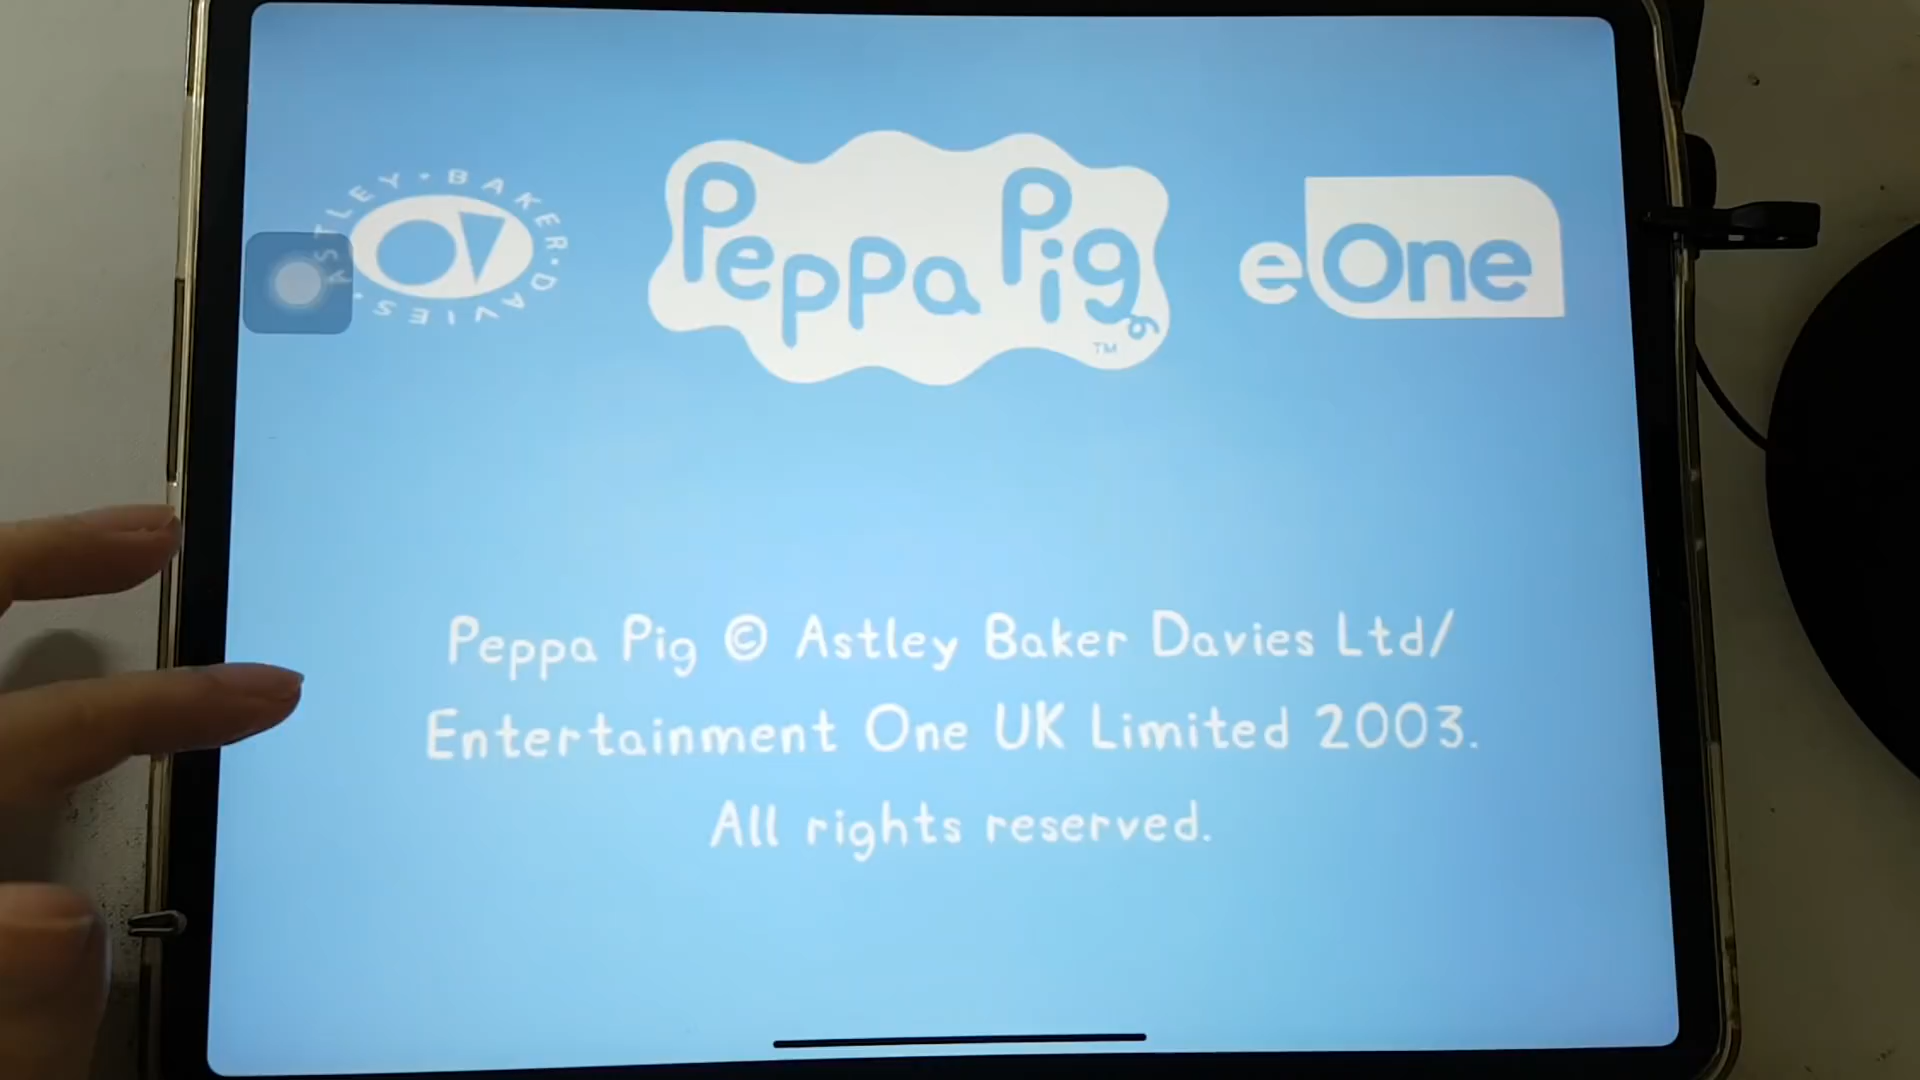 ASTLEY · BAKER · DAVIES ·
Peppa Pig
TM
eOne
Peppa Pig © Astley Baker Davies Ltd/
Entertainment One UK Limited 2003.
All rights reserved.